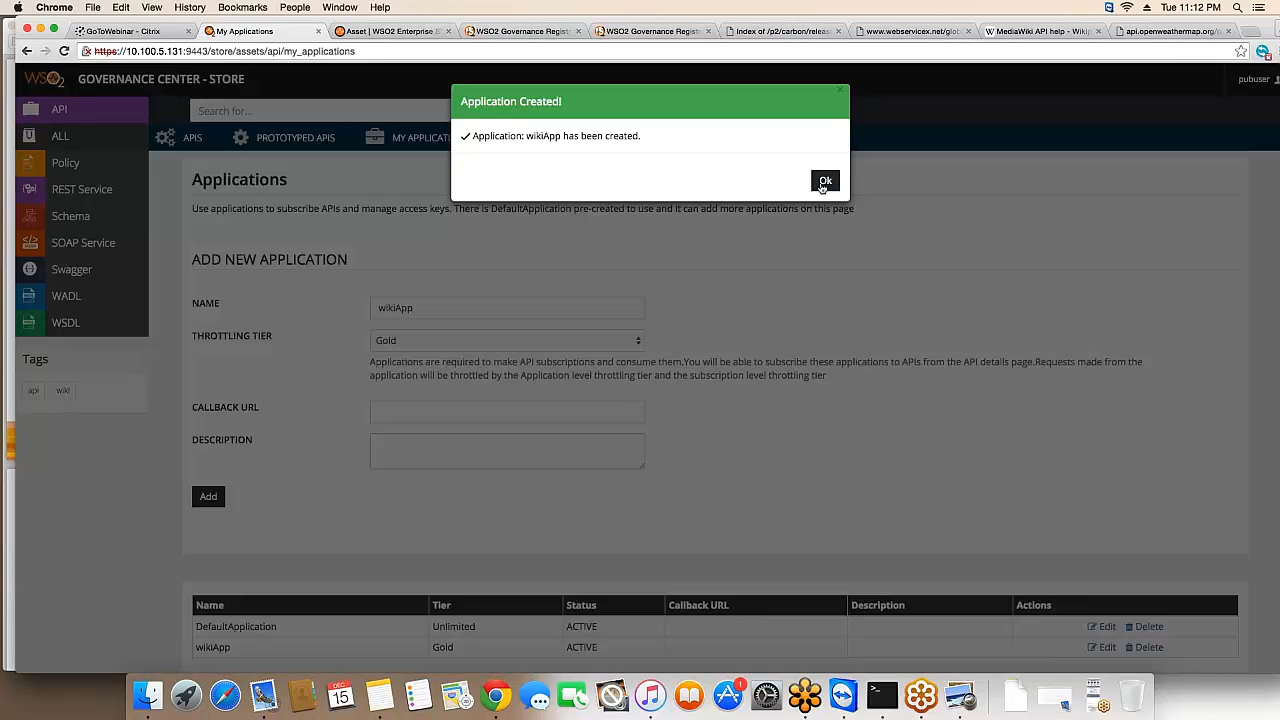 Chrome File Edit View History Bookmarks People Window Help Tue 11:12 PM
GoToWebinar - Citrix My Applications Asset | WSO2 Enterprise S WSO2 Governance Regist WSO2 Governance Regist Index of /p2/carbon/releas www.webservicex.net/glob MediaWiki API help - Wikip api.openweathermap.org/
https://10.100.5.131:9443/store/assets/api/my_applications
WSO2 GOVERNANCE CENTER - STORE pubuser
API
ALL
Policy
REST Service
Schema
SOAP Service
Swagger
WADL
WSDL
Tags
api wiki
Search for...
APIS PROTOTYPED APIS MY APPLICATI
Application Created!
x
Application: wikiApp has been created.
Ok
Applications
Use applications to subscribe APIs and manage access keys. There is DefaultApplication pre-created to use and it can add more applications on this page
ADD NEW APPLICATION
NAME wikiApp
THROTTLING TIER Gold
Applications are required to make API subscriptions and consume them.You will be able to subscribe these applications to APIs from the API details page.Requests made from the
application will be throttled by the Application level throttling tier and the subscription level throttling tier
CALLBACK URL
DESCRIPTION
Add
Name Tier Status Callback URL Description Actions
DefaultApplication Unlimited ACTIVE Edit Delete
wikiApp Gold ACTIVE Edit Delete
DEC
15
1